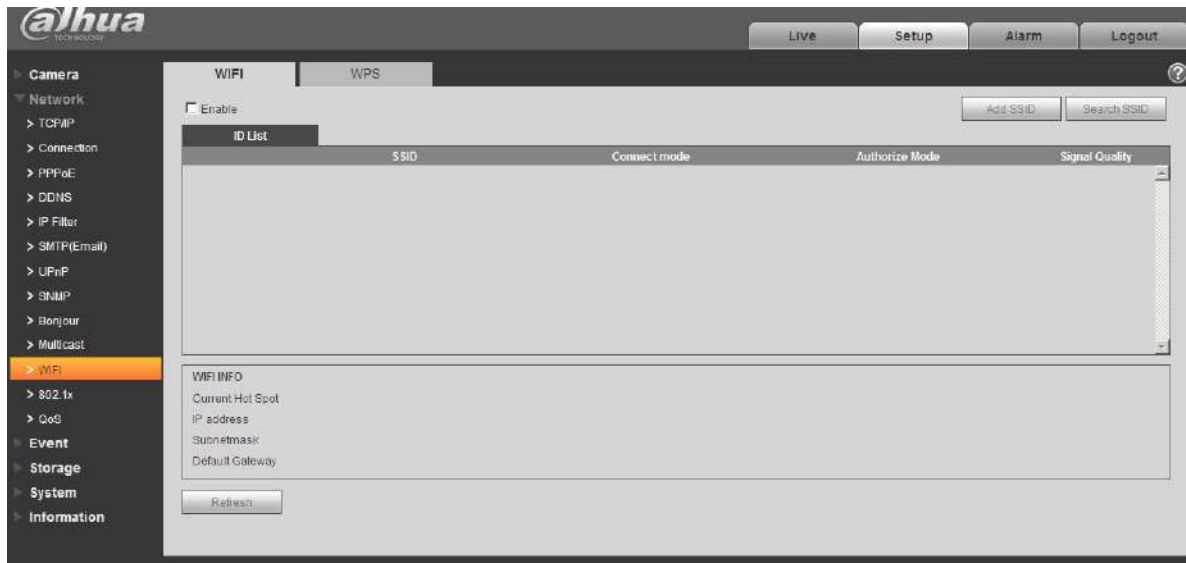 alhua
TECHNOLOGY
Live
Setup
Alarm
Logout
Camera
Network
> TCP/IP
> Connection
> PPPoE
> DDNS
> IP Filter
> SMTP(Email)
> UPnP
> SNMP
> Bonjour
> Multicast
> WIFI
> 802.1x
> QoS
Event
Storage
System
Information
WIFI
WPS
?
Enable
Add SSID
Search SSID
ID List
SSID
Connect mode
Authorize Mode
Signal Quality
WIFI INFO
Current Hot Spot
IP address
Subnetmask
Default Gateway
Refresh